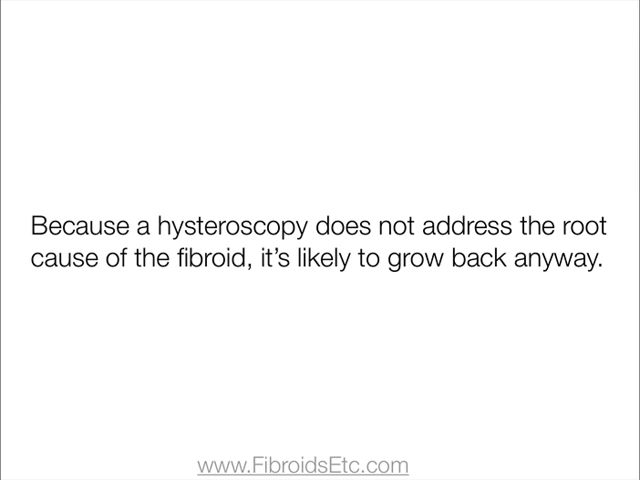 Because a hysteroscopy does not address the root
cause of the fibroid, it’s likely to grow back anyway.
www.FibroidsEtc.com